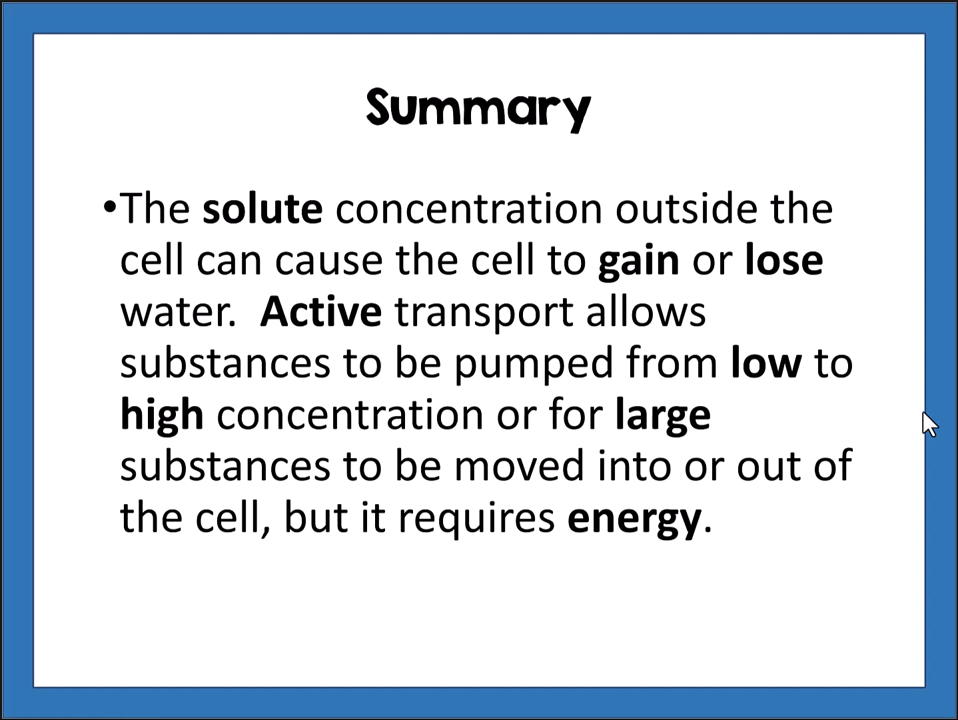 Summary
•The solute concentration outside the
cell can cause the cell to gain or lose
water.  Active transport allows
substances to be pumped from low to
high concentration or for large
substances to be moved into or out of
the cell, but it requires energy.